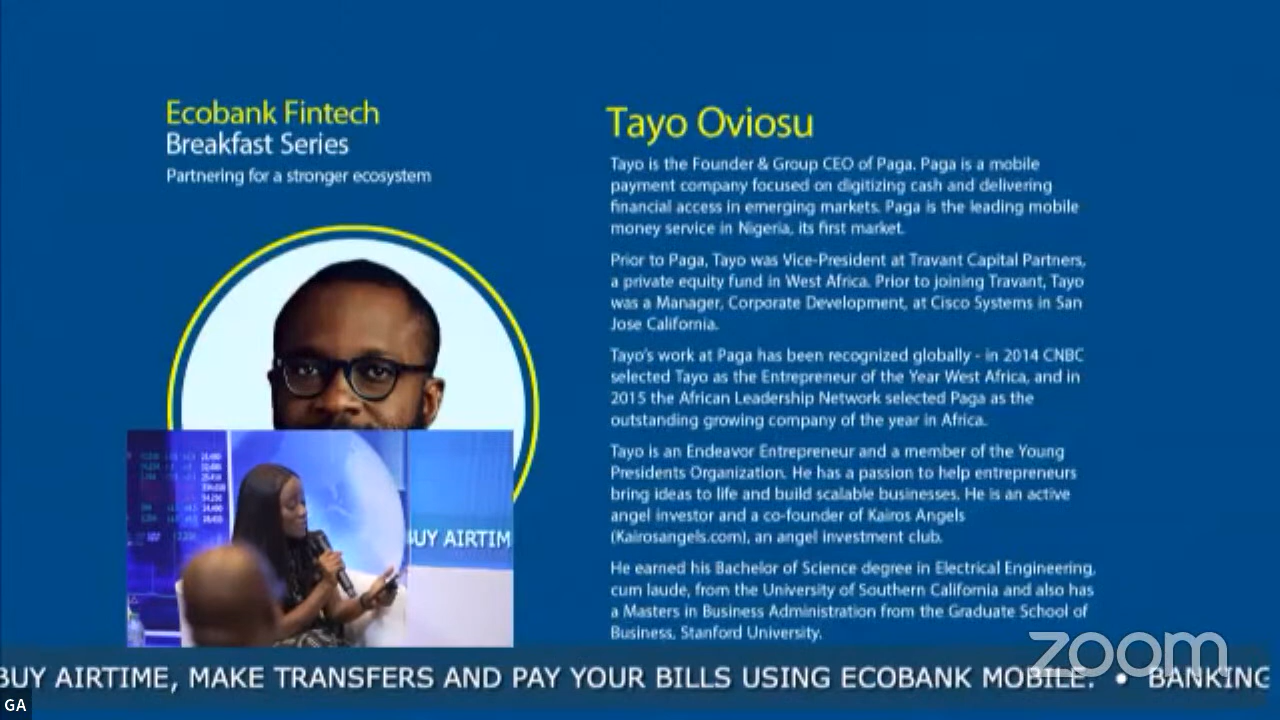 Ecobank Fintech
Breakfast Series
Partnering for a stronger ecosystem
Tayo Oviosu
Tayo is the Founder & Group CEO of Paga. Paga is a mobile
payment company focused on digitizing cash and delivering
financial access in emerging markets. Paga is the leading mobile
money service in Nigeria, its first market.
Prior to Paga, Tayo was Vice-President at Travant Capital Partners,
a private equity fund in West Africa. Prior to joining Travant, Tayo
was a Manager, Corporate Development, at Cisco Systems in San
Jose California.
Tayo's work at Paga has been recognized globally - in 2014 CNBC
selected Tayo as the Entrepreneur of the Year West Africa, and in
2015 the African Leadership Network selected Paga as the
outstanding growing company of the year in Africa.
Tayo is an Endeavor Entrepreneur and a member of the Young
Presidents Organization. He has a passion to help entrepreneurs
bring ideas to life and build scalable businesses. He is an active
angel investor and a co-founder of Kairos Angels
(Kairosangels.com), an angel investment club.
He earned his Bachelor of Science degree in Electrical Engineering,
cum laude, from the University of Southern California and also has
a Masters in Business Administration from the Graduate School of
Business, Stanford University.
BUY AIRTIM
zoom
BUY AIRTIME, MAKE TRANSFERS AND PAY YOUR BILLS USING ECOBANK MOBILE. • BANKING
GA